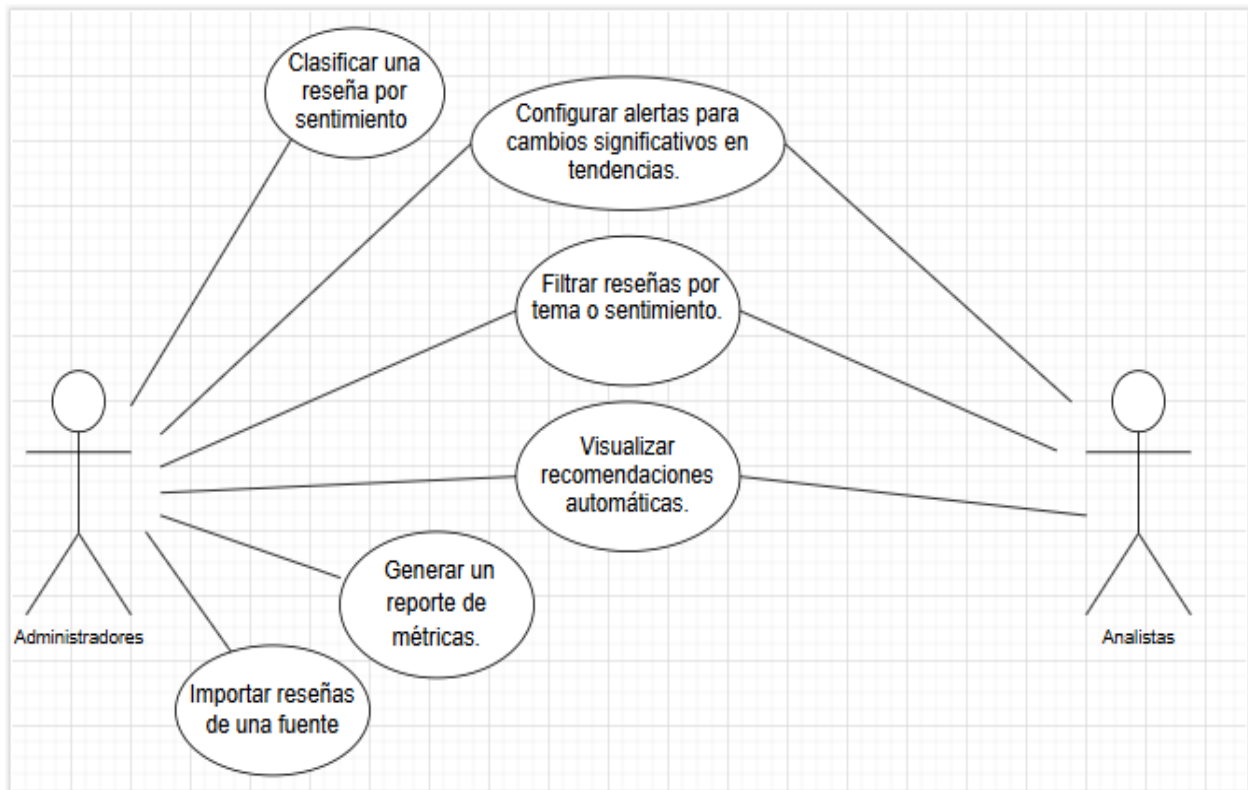 Clasificar una
reseña por
sentimiento
Configurar alertas para
cambios significativos en
tendencias.
Filtrar reseñas por
tema o sentimiento.
Visualizar
recomendaciones
automáticas.
Generar un
reporte de
métricas.
Importar reseñas
de una fuente
Administradores
Analistas